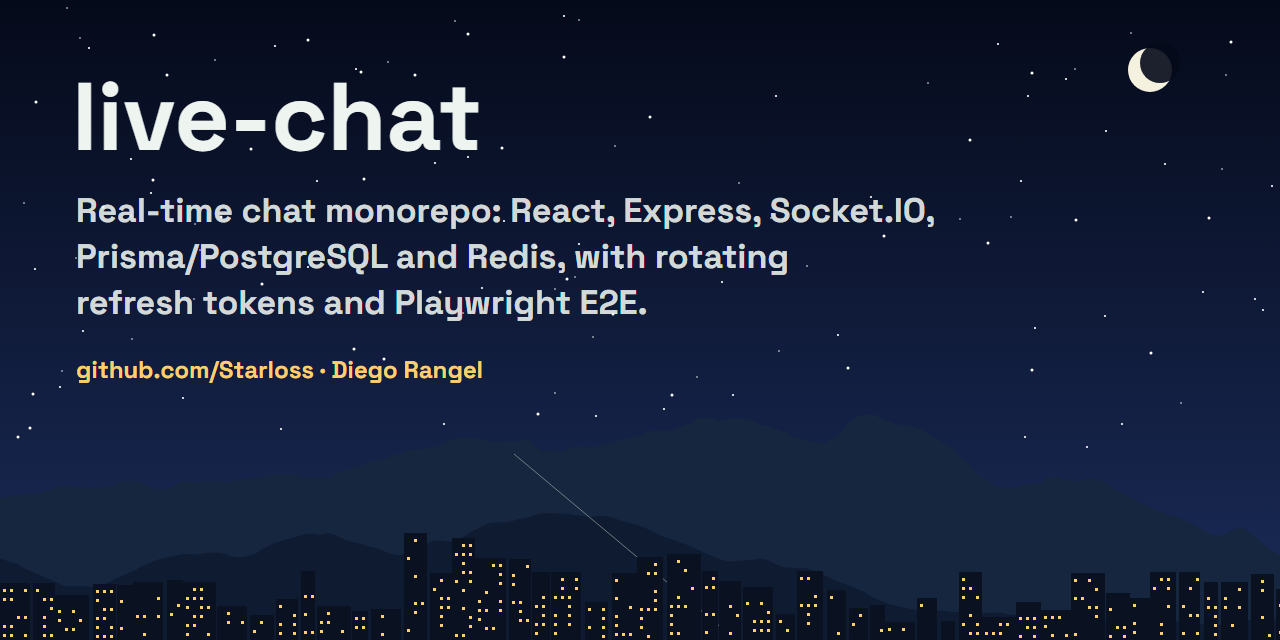 live-chat
Real-time chat monorepo: React, Express, Socket.IO,
Prisma/PostgreSQL and Redis, with rotating
refresh tokens and Playwright E2E.
github.com/Starloss · Diego Rangel